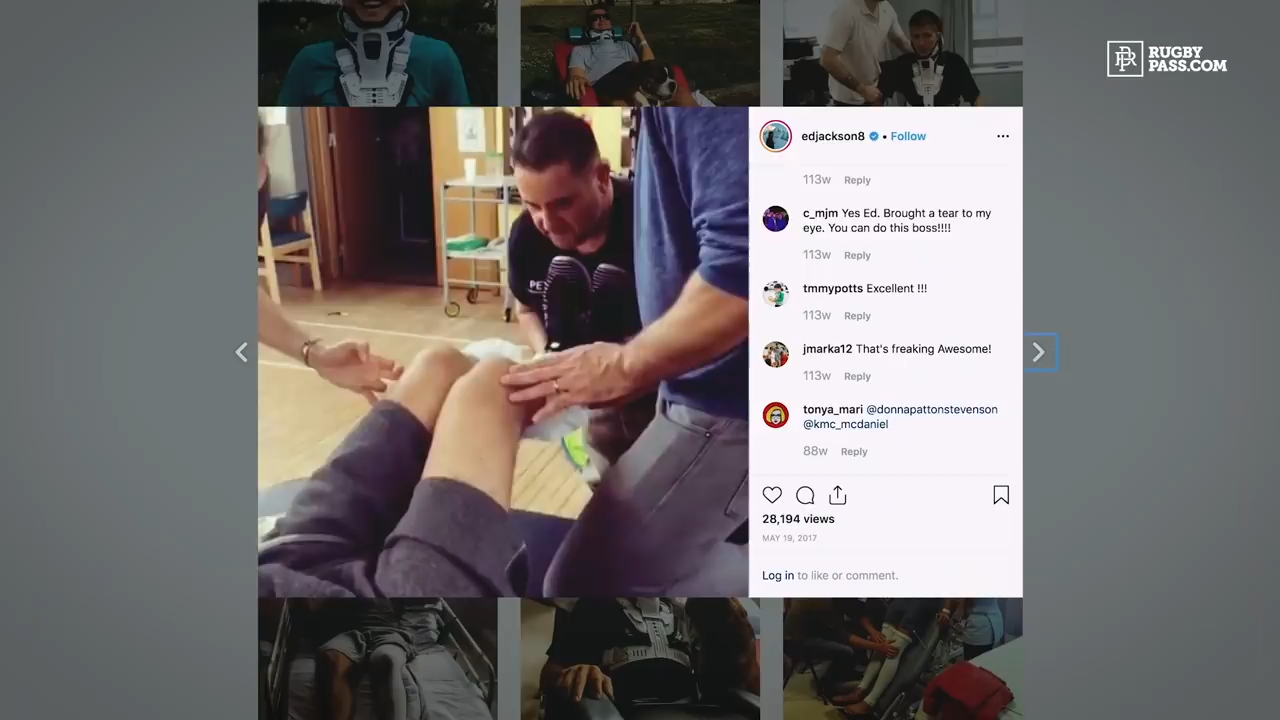 RUGBY
PASS.COM
edjackson8 • Follow
113w Reply
c_mjm Yes Ed. Brought a tear to my
eye. You can do this boss!!!!
113w Reply
tmmypotts Excellent !!!
113w Reply
jmarka12 That's freaking Awesome!
113w Reply
tonya_mari @donnapattonstevenson
@kmc_mcdaniel
88w Reply
28,194 views
MAY 19, 2017
Log in to like or comment.